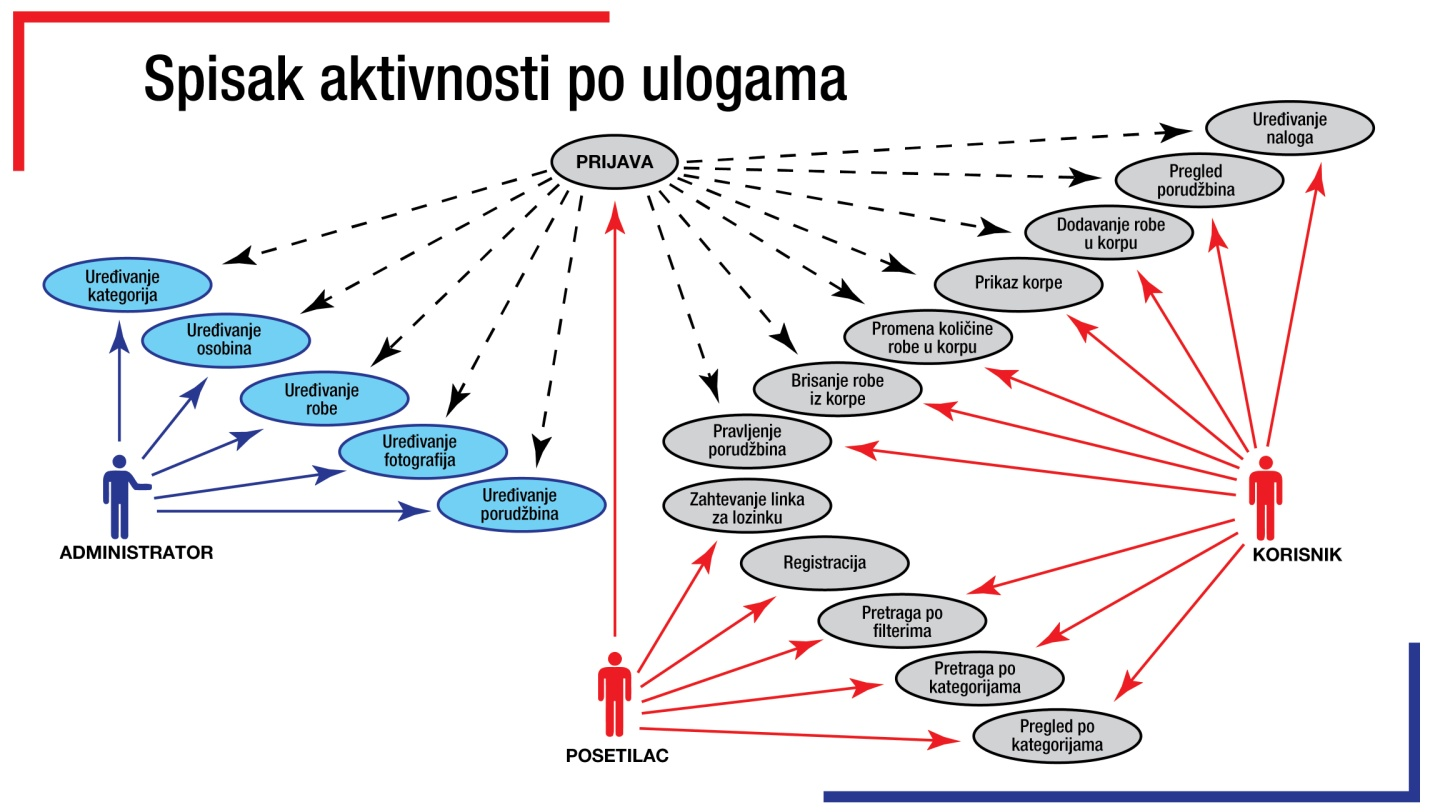 Spisak aktivnosti po ulogama
PRIJAVA
Uređivanje
naloga
Pregled
porudžbina
Dodavanje robe
u korpu
Prikaz korpe
Promena količine
robe u korpu
Brisanje robe
iz korpe
Pravljenje
porudžbina
Uređivanje
kategorija
Uređivanje
osobina
Uređivanje
robe
Uređivanje
fotografija
Uređivanje
porudžbina
ADMINISTRATOR
Zahtevanje linka
za lozinku
Registracija
Pretraga po
filterima
Pretraga po
kategorijama
Pregled po
kategorijama
KORISNIK
POSETILAC